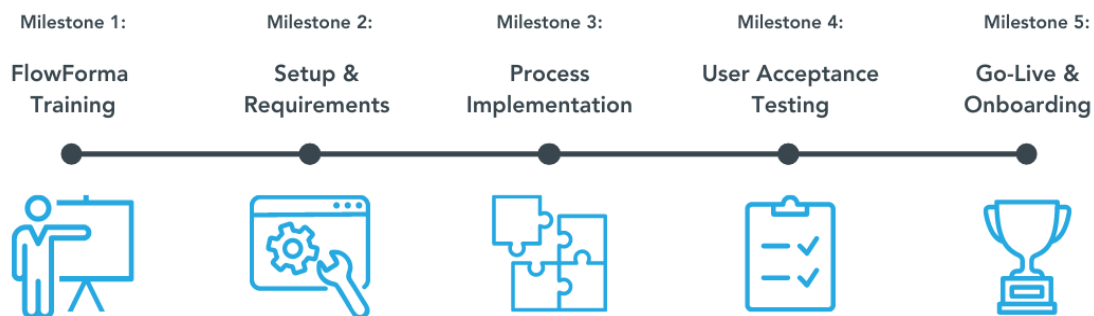 Milestone 1:
FlowForma
Training
Milestone 2:
Setup &
Requirements
Milestone 3:
Process
Implementation
Milestone 4:
User Acceptance
Testing
Milestone 5:
Go-Live &
Onboarding